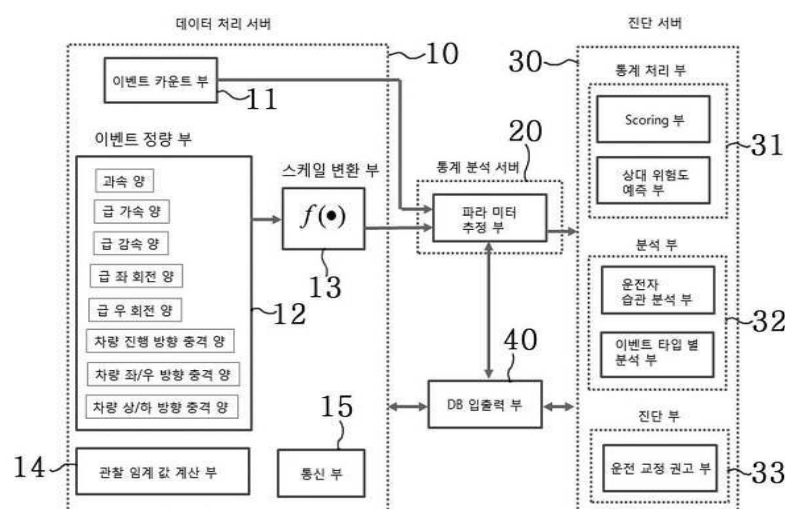 데이터 처리 서버
진단 서버
10
30
이벤트 카운트 부
11
통계 처리 부
Scoring 부
상대 위험도
예측 부
31
이벤트 정량 부
스케일 변환 부
f(•)
13
통계 분석 서버
20
파라 미터
추정 부
과속 양
급 가속 양
급 감속 양
급 좌 회전 양
급 우 회전 양
차량 진행 방향 충격 양
차량 좌/우 방향 충격 양
차량 상/하 방향 충격 양
12
분석 부
운전자
습관 분석 부
이벤트 타입 별
분석 부
32
40
DB 입출력 부
14
관찰 임계 값 계산 부
15
통신 부
진단 부
운전 교정 권고 부
33